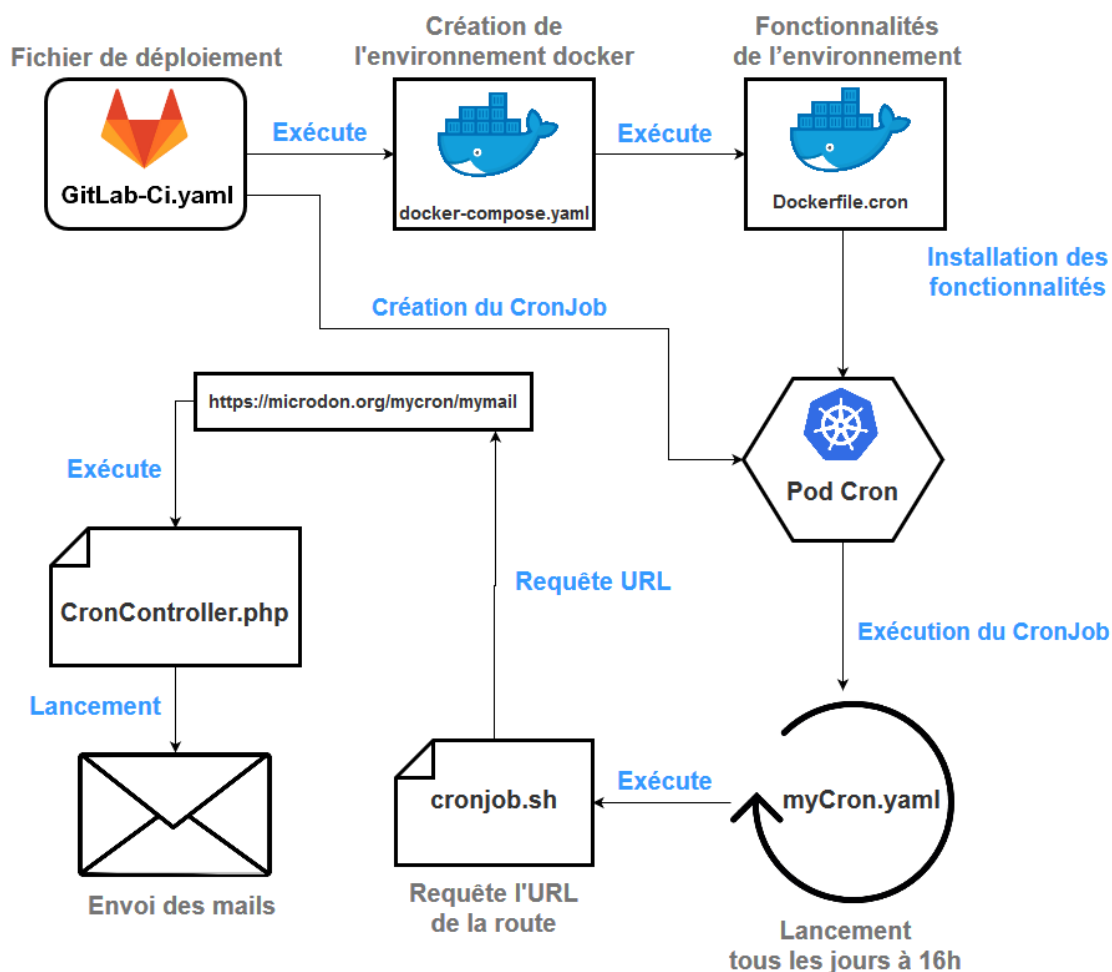 Fichier de déploiement
Création de
l'environnement docker
Fonctionnalités
de l’environnement
GitLab-Ci.yaml
Exécute
docker-compose.yaml
Exécute
Dockerfile.cron
Installation des
fonctionnalités
Création du CronJob
Pod Cron
https://microdon.org/mycron/mymail
Exécute
CronController.php
Requête URL
Exécution du CronJob
Lancement
Envoi des mails
cronjob.sh
Exécute
myCron.yaml
Requête l'URL
de la route
Lancement
tous les jours à 16h